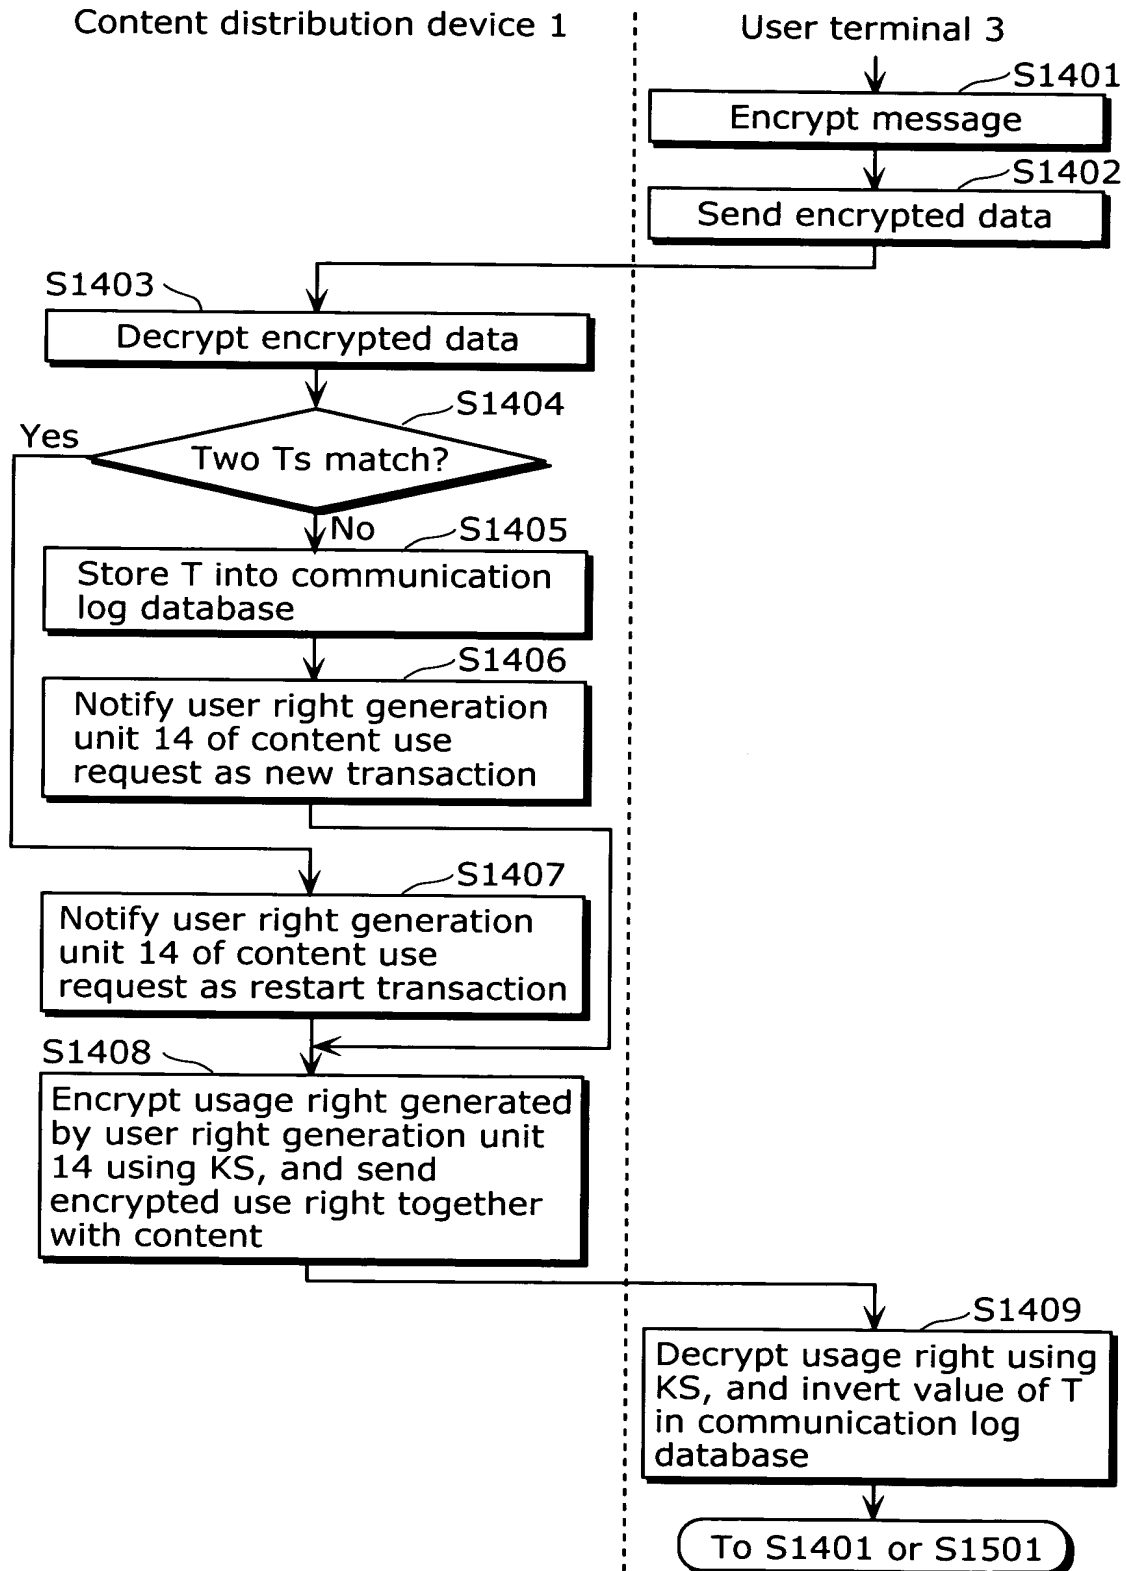 Content distribution device 1
User terminal 3
S1401
Encrypt message
S1402
Send encrypted data
S1403
Decrypt encrypted data
S1404
Yes
Two Ts match?
No
S1405
Store T into communication
log database
S1406
Notify user right generation
unit 14 of content use
request as new transaction
S1407
Notify user right generation
unit 14 of content use
request as restart transaction
S1408
Encrypt usage right generated
by user right generation unit
14 using KS, and send
encrypted use right together
with content
S1409
Decrypt usage right using
KS, and invert value of T
in communication log
database
To S1401 or S1501